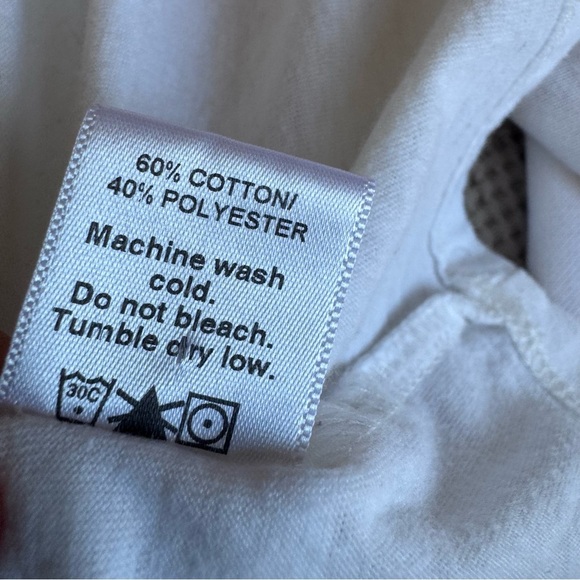 60% COTTON/
40% POLYESTER
Machine wash
cold.
Do not bleach.
Tumble dry low.
30C